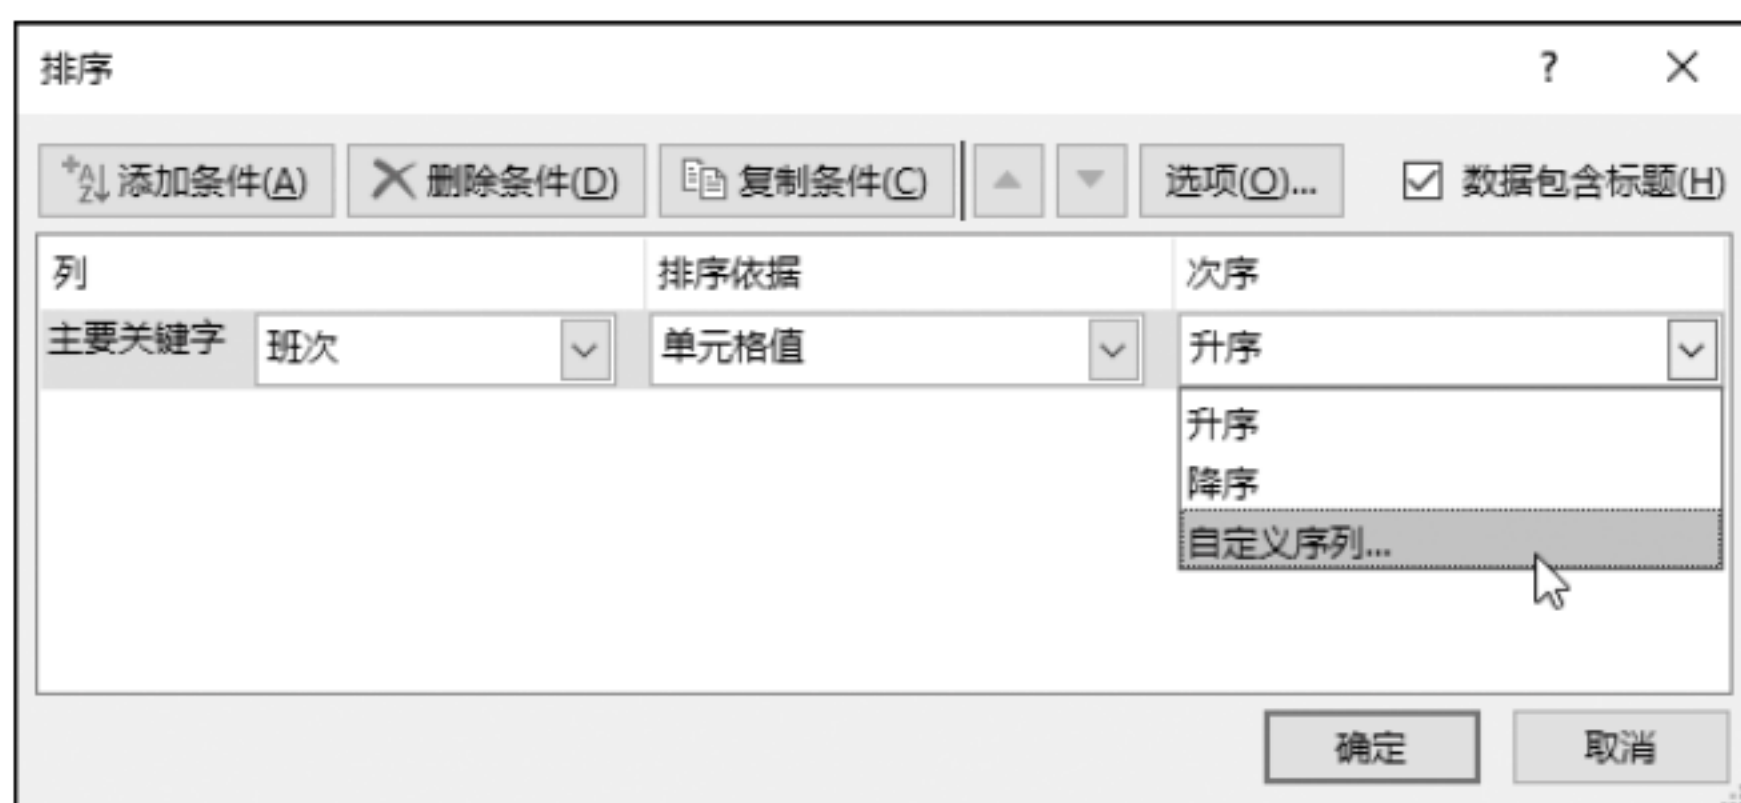 排序 ?
添加条件(A) 删除条件(D) 复制条件(C) 选项(O)... 数据包含标题(H)
列 排序依据 次序
主要关键字 班次 单元格值 升序
升序
降序
自定义序列...
确定 取消